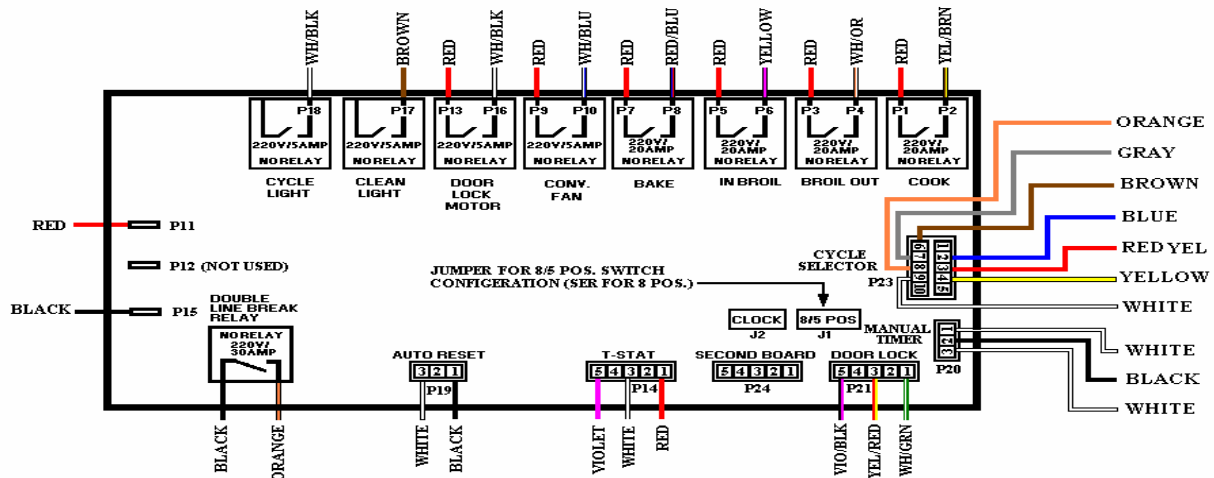 WH/BLK BROWN RED WH/BLK RED WH/BLU RED RED/BLU RED YELLOW RED WH/OR RED YEL/BRN
P18 P17 P13 P16 P9 P10 P7 P8 P5 P6 P3 P4 P1 P2
220V/5AMP 220V/5AMP 220V/5AMP 220V/5AMP 220V/ 220V/ 220V/ 220V/
20AMP 20AMP 20AMP 20AMP
NO RELAY NO RELAY NO RELAY NO RELAY NO RELAY NO RELAY NO RELAY NO RELAY
CYCLE
LIGHT
CLEAN
LIGHT
DOOR
LOCK
MOTOR
CONV.
FAN
BAKE
IN BROIL
BROIL OUT
COOK
ORANGE
GRAY
BROWN
BLUE
RED YEL
YELLOW
WHITE
RED
P11
P12 (NOT USED)
BLACK
P15
CYCLE
SELECTOR
P23
6 7 8 9 10
1 2 3 4 5
JUMPER FOR 8/5 POS. SWITCH
CONFIGERATION (SER FOR 8 POS.)
DOUBLE
LINE BREAK
RELAY
NO RELAY
220V/
30AMP
CLOCK
J2
8/5 POS
J1
MANUAL
TIMER
3 2 1
P20
WHITE
BLACK
WHITE
AUTO RESET
3 2 1
P19
T-STAT
5 4 3 2 1
P14
SECOND BOARD
5 4 3 2 1
P24
DOOR LOCK
5 4 3 2 1
P21
BLACK ORANGE WHITE BLACK VIOLET WHITE RED VIO/BLK YEL/RED WH/GRN